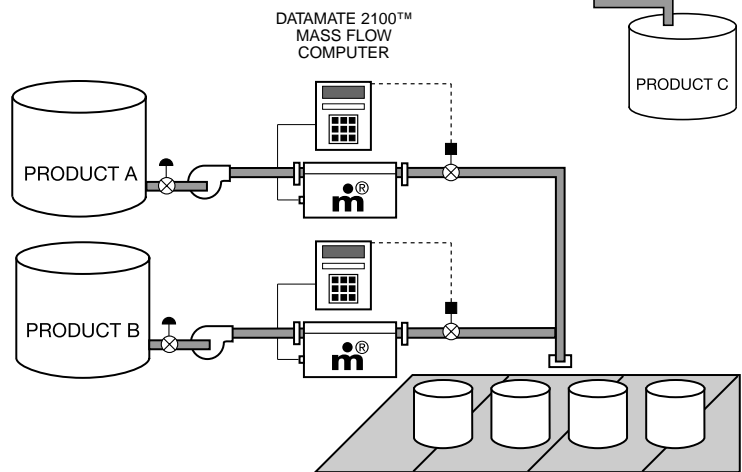 DATAMATE 2100™
MASS FLOW
COMPUTER
PRODUCT C
PRODUCT A
m®
PRODUCT B
m®